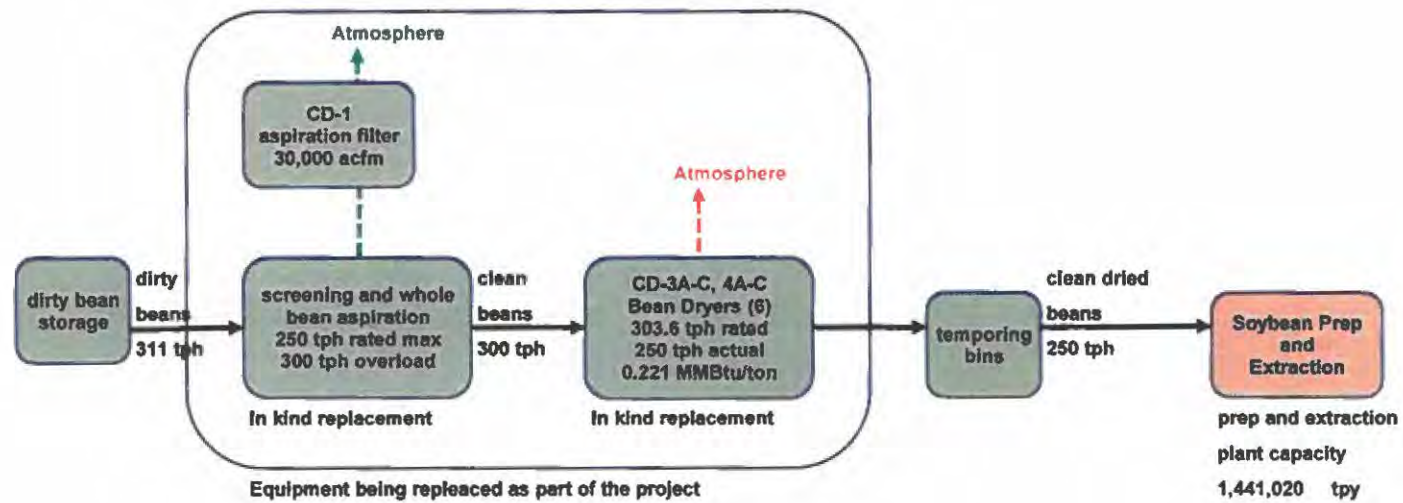 Atmosphere
CD-1
aspiration filter
30,000 acfm
Atmosphere
dirty bean
storage
dirty
beans
311 tph
screening and whole
bean aspiration
250 tph rated max
300 tph overload
In kind replacement
clean
beans
300 tph
CD-3A-C, 4A-C
Bean Dryers (6)
303.6 tph rated
250 tph actual
0.221 MMBtu/ton
In kind replacement
temporing
bins
clean dried
beans
250 tph
Soybean Prep
and
Extraction
prep and extraction
plant capacity
1,441,020 tpy
Equipment being repleaced as part of the project